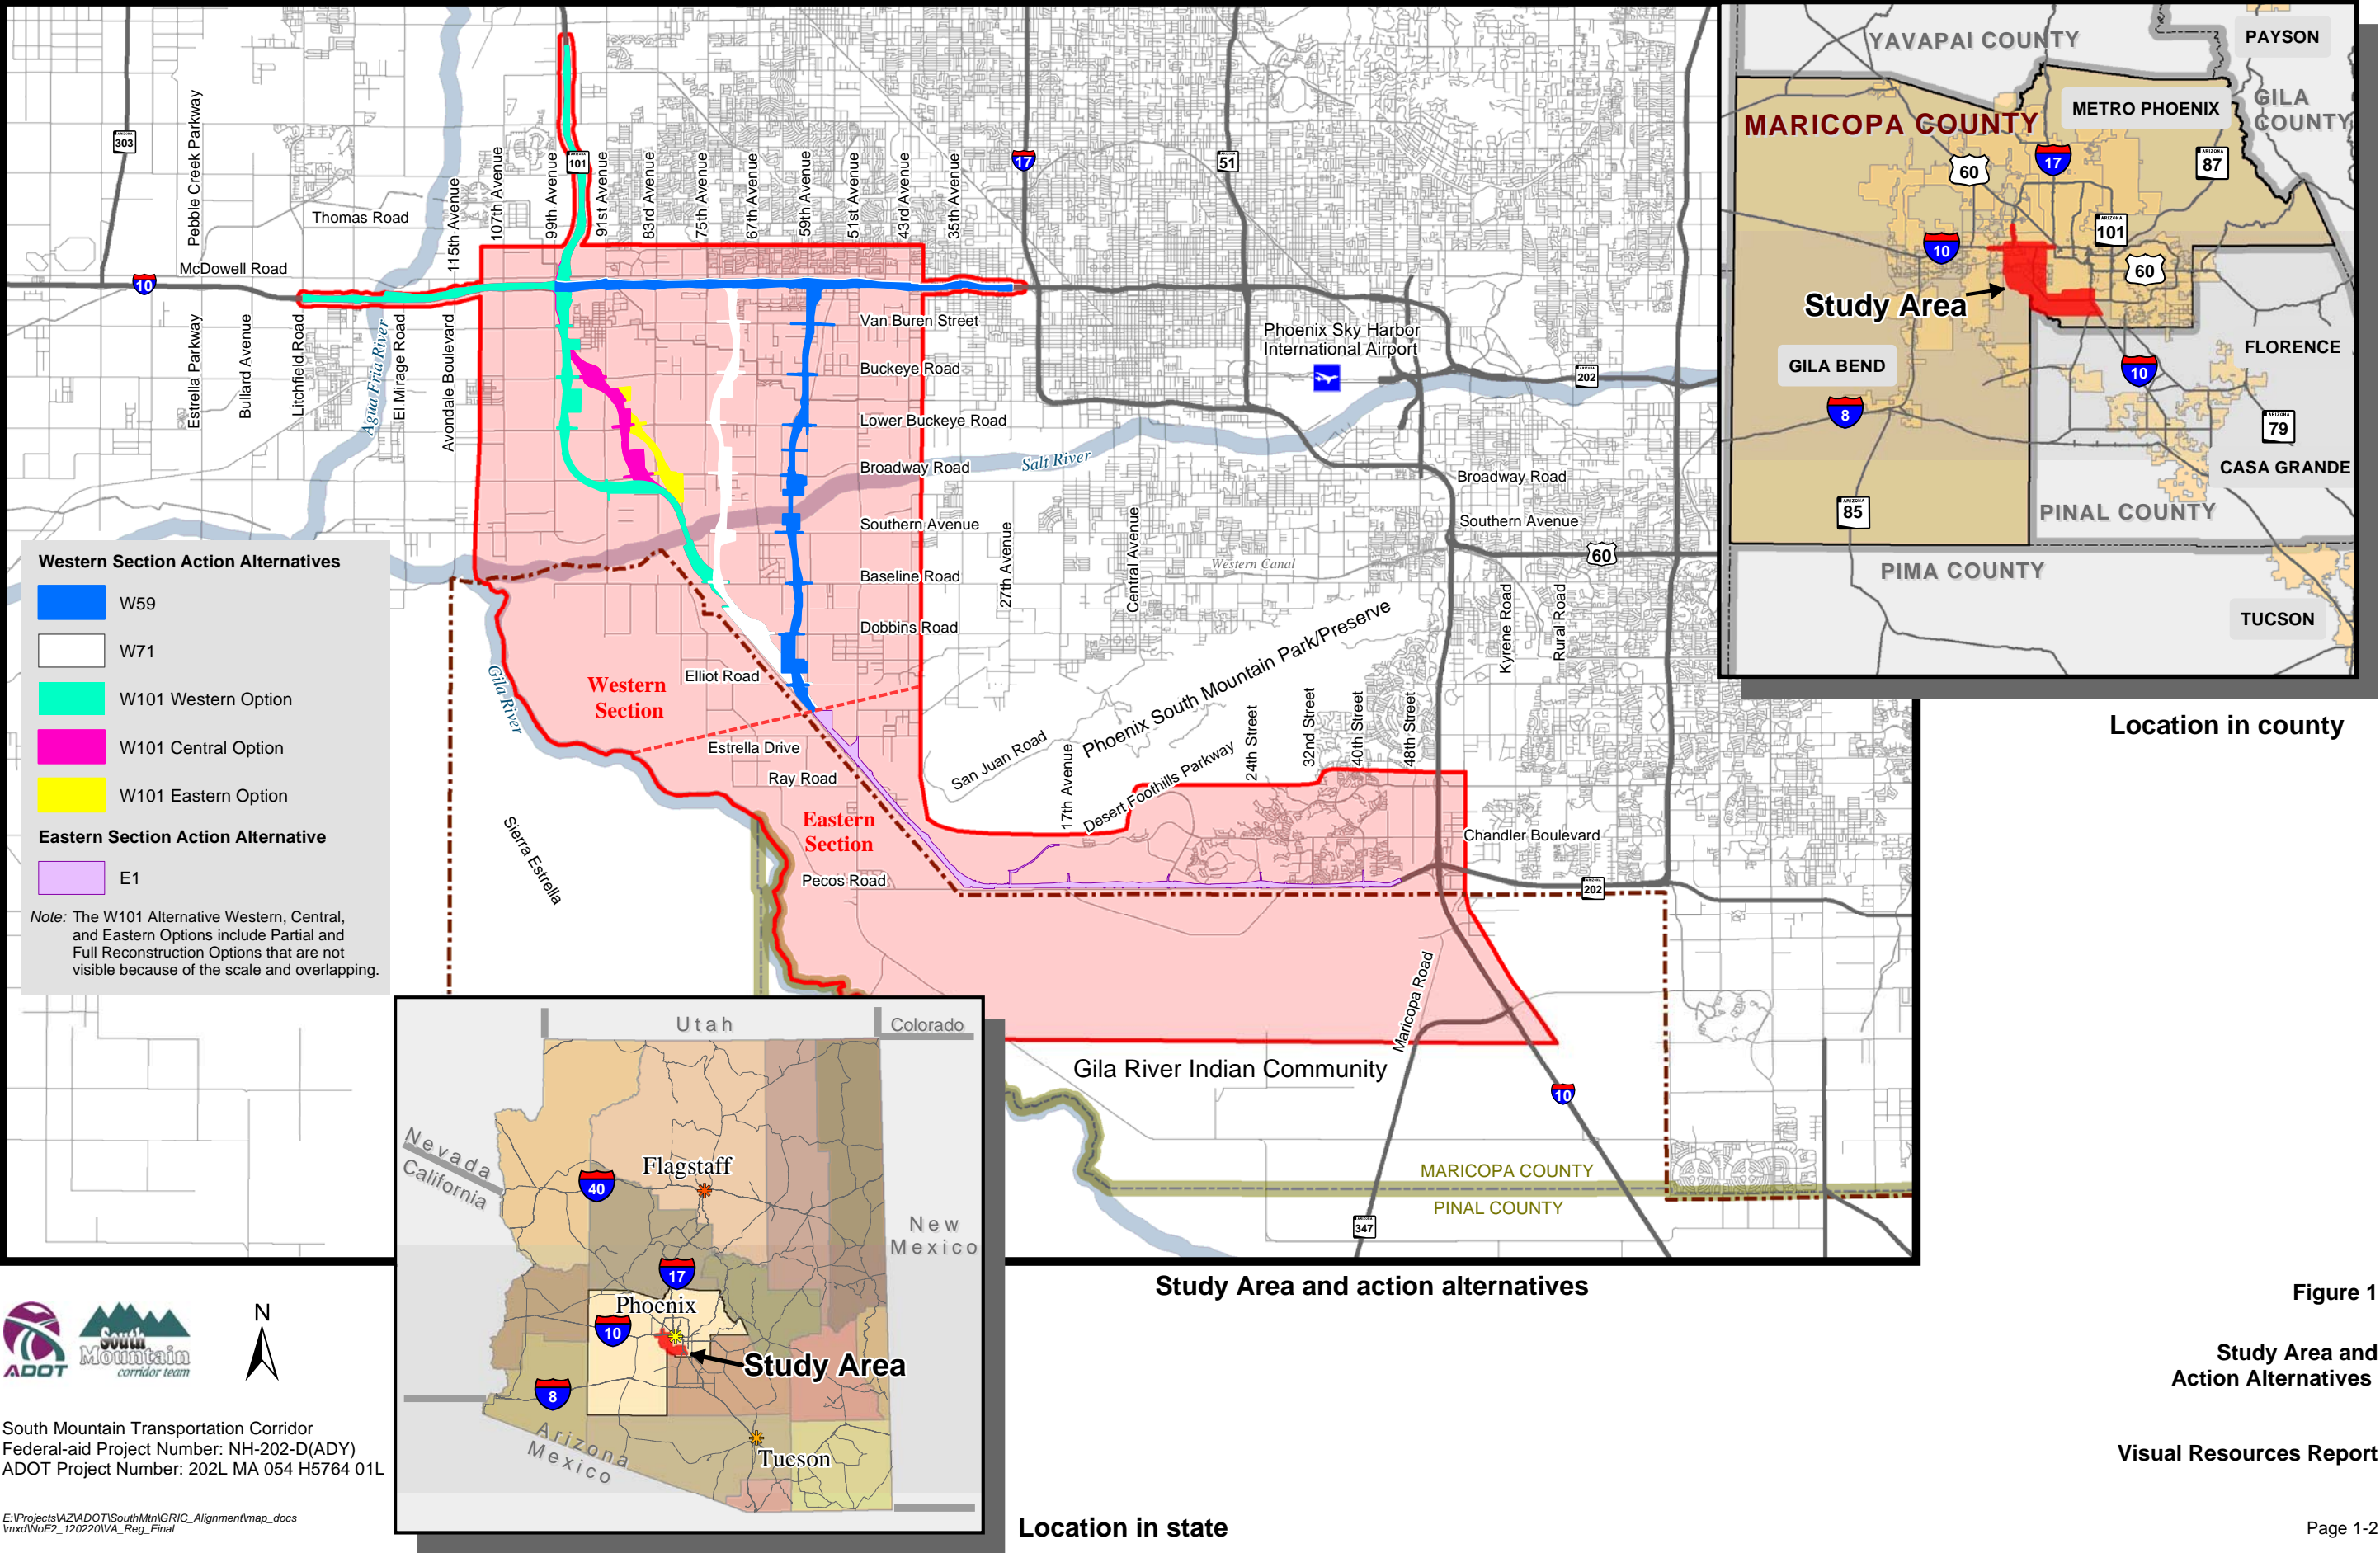 303
Pebble Creek Parkway
Thomas Road
McDowell Road
10
Estrella Parkway
Bullard Avenue
Litchfield Road
Agua Fria River
El Mirage Road
Avondale Boulevard
115th Avenue
107th Avenue
99th Avenue
ARIZONA
101
91st Avenue
83rd Avenue
75th Avenue
67th Avenue
59th Avenue
51st Avenue
43rd Avenue
35th Avenue
17
51
Van Buren Street
Buckeye Road
Lower Buckeye Road
Broadway Road
Southern Avenue
Baseline Road
Dobbins Road
Elliot Road
Estrella Drive
Ray Road
Pecos Road
Phoenix Sky Harbor
International Airport
202
Salt River
27th Avenue
Central Avenue
Western Canal
Broadway Road
Southern Avenue
60
Kyrene Road
Rural Road
Phoenix South Mountain Park/Preserve
San Juan Road
17th Avenue
Desert Foothills Parkway
24th Street
32nd Street
40th Street
48th Street
Chandler Boulevard
202
Western
Section
Eastern
Section
Gila River
Sierra Estrella
Maricopa Road
Gila River Indian Community
10
347
MARICOPA COUNTY
PINAL COUNTY
Western Section Action Alternatives
W59
W71
W101 Western Option
W101 Central Option
W101 Eastern Option
Eastern Section Action Alternative
E1
Note: The W101 Alternative Western, Central,
and Eastern Options include Partial and
Full Reconstruction Options that are not
visible because of the scale and overlapping.
YAVAPAI COUNTY
PAYSON
GILA
COUNTY
METRO PHOENIX
MARICOPA COUNTY
60
17
ARIZONA
87
ARIZONA
101
10
60
Study Area
GILA BEND
FLORENCE
10
8
ARIZONA
79
CASA GRANDE
ARIZONA
85
PINAL COUNTY
PIMA COUNTY
TUCSON
Location in county
Utah
Colorado
Nevada
California
Flagstaff
40
New
Mexico
17
Phoenix
10
Study Area
8
Arizona
Mexico
Tucson
Location in state
Study Area and action alternatives
Figure 1
Study Area and
Action Alternatives
Visual Resources Report
Page 1-2
ADOT
South
Mountain
corridor team
N
South Mountain Transportation Corridor
Federal-aid Project Number: NH-202-D(ADY)
ADOT Project Number: 202L MA 054 H5764 01L
E:\Projects\AZ\ADOT\SouthMtn\GRIC_Alignment\map_docs
\mxd\NoE2_120220\VA_Reg_Final